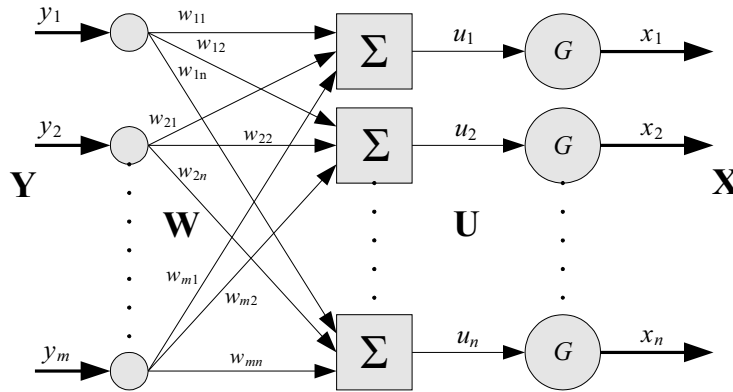 y₁ w₁₁ Σ u₁ G x₁
w₁₂
w₁ₙ
y₂ w₂₁ w₂₂ Σ u₂ G x₂
w₂ₙ
Y W U X
wₘ₁
wₘ₂
yₘ wₘₙ Σ uₙ G xₙ